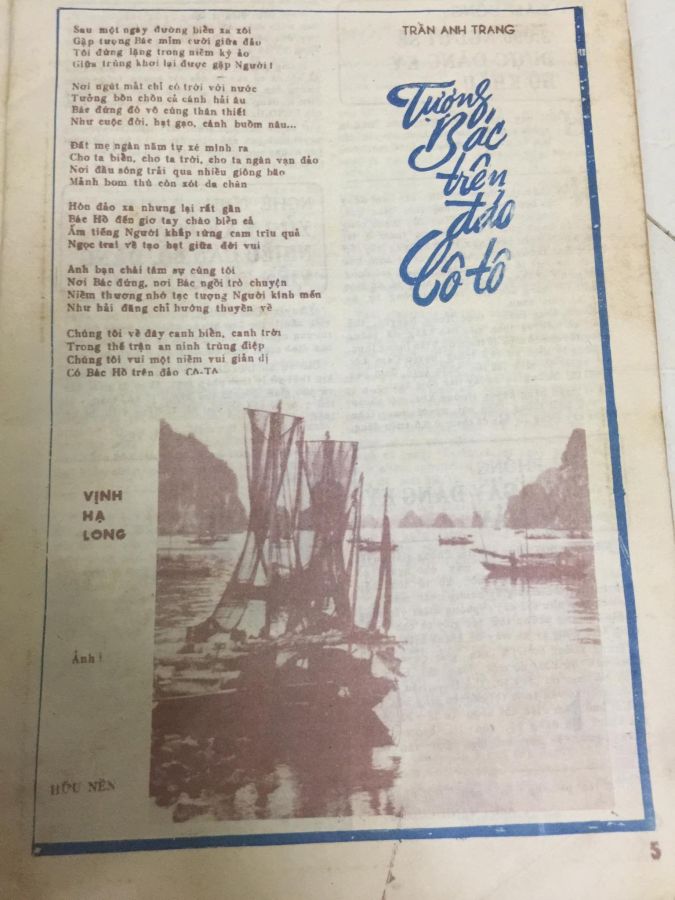 TRẦN ANH TRANG
Tượng
Bác
trên
đảo
Cô tô
Sau một ngày đường biển xa xôi
Gặp tượng Bác mỉm cười giữa đảo
Tôi đứng lặng trong niềm kỳ ảo
Giữa trùng khơi lại được gặp Người!
Nơi ngút mắt chỉ có trời với nước
Tưởng bồn chồn cả cánh hải âu
Bác đứng đó vô cùng thân thiết
Như cuộc đời, hạt gạo, cánh buồm nâu...
Đất mẹ ngàn năm tự xé mình ra
Cho ta biển, cho ta trời, cho ta ngàn vạn đảo
Nơi đầu sóng trải qua nhiều giông bão
Mảnh bom thù còn xót da chân
Hòn đảo xa nhưng lại rất gần
Bác Hồ đến giơ tay chào biển cả
Ấm tiếng Người khắp rừng cam trĩu quả
Ngọc trai về tạo hạt giữa đời vui
Anh bạn chài tâm sự cùng tôi
Nơi Bác đứng, nơi Bác ngồi trò chuyện
Niềm thương nhớ tạc tượng Người kính mến
Như hải đăng chỉ hướng thuyền về
Chúng tôi về đây canh biển, canh trời
Trong thế trận an ninh trùng điệp
Chúng tôi vui một niềm vui giản dị
Có Bác Hồ trên đảo CÔ-TÔ
VỊNH
HẠ
LONG
Ảnh:
HỮU NỀN
5